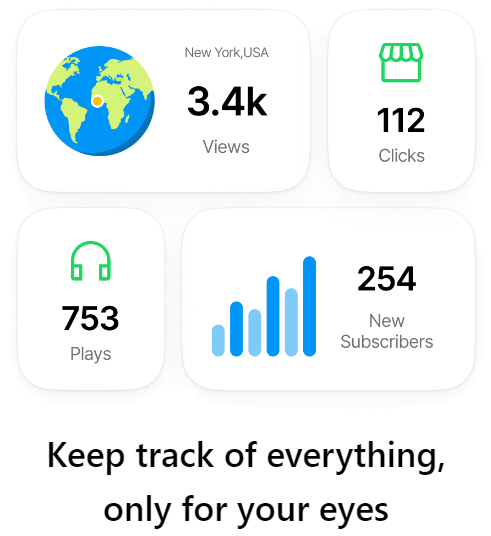 New York,USA
3.4k
Views
112
Clicks
753
Plays
254
New
Subscribers
Keep track of everything,
only for your eyes